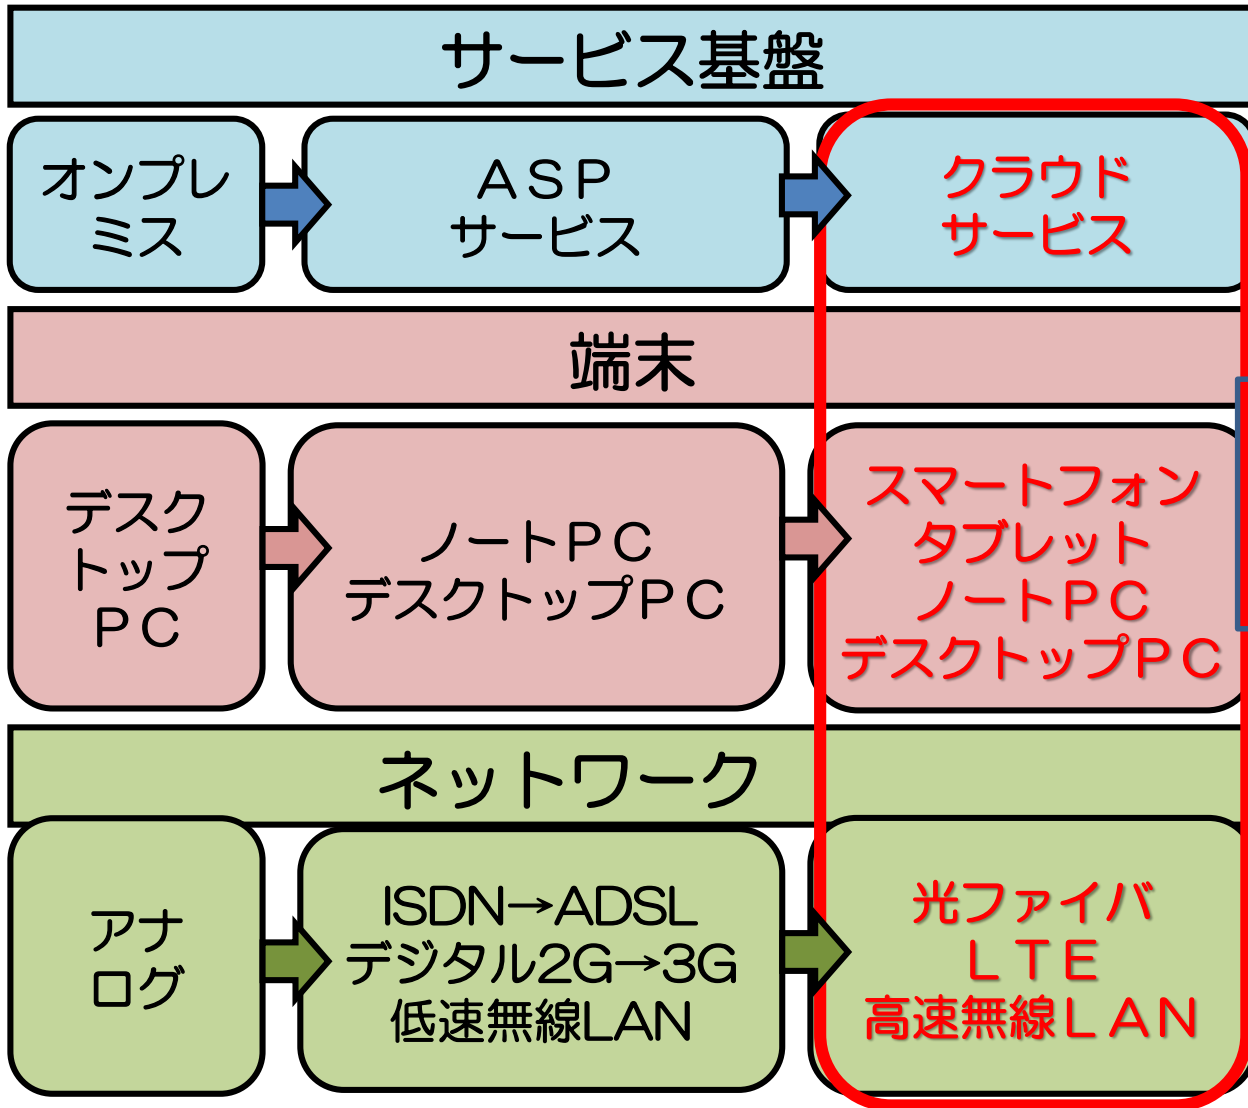 サービス基盤
オンプレ
ミス
ＡＳＰ
サービス
クラウド
サービス
端末
デスク
トップ
ＰＣ
ノートＰＣ
デスクトップＰＣ
スマートフォン
タブレット
ノートＰＣ
デスクトップＰＣ
ネットワーク
アナ
ログ
ISDN→ADSL
デジタル2G→3G
低速無線LAN
光ファイバ
ＬＴＥ
高速無線ＬＡＮ